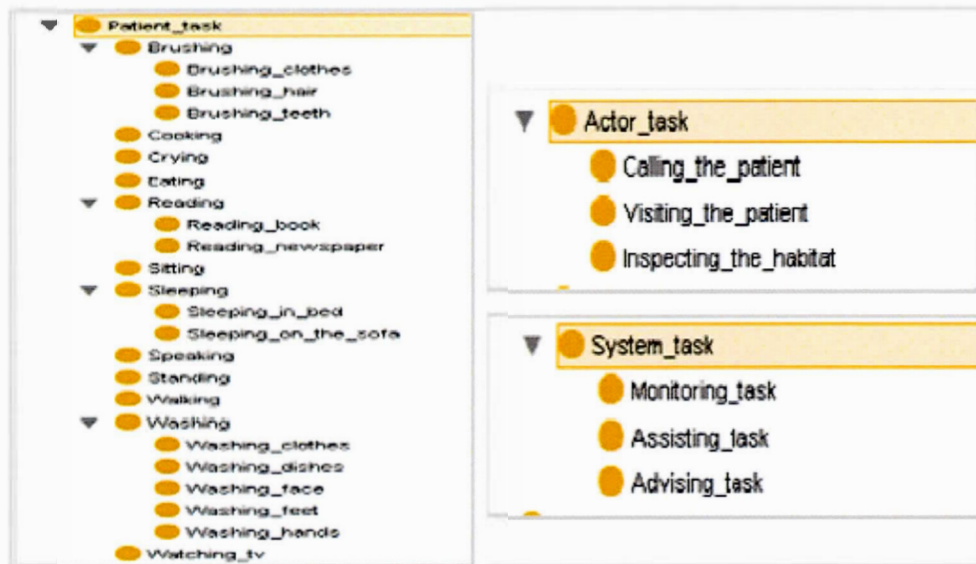 Patient_task
Brushing
Brushing_clothes
Brushing_hair
Brushing_teeth
Cooking
Crying
Eating
Reading
Reading_book
Reading_newspaper
Sitting
Sleeping
Sleeping_in_bed
Sleeping_on_the_sofa
Speaking
Standing
Walking
Washing
Washing_clothes
Washing_dishes
Washing_face
Washing_feet
Washing_hands
Watching_tv
Actor_task
Calling_the_patient
Visiting_the_patient
Inspecting_the_habitat
System_task
Monitoring_task
Assisting_task
Advising_task